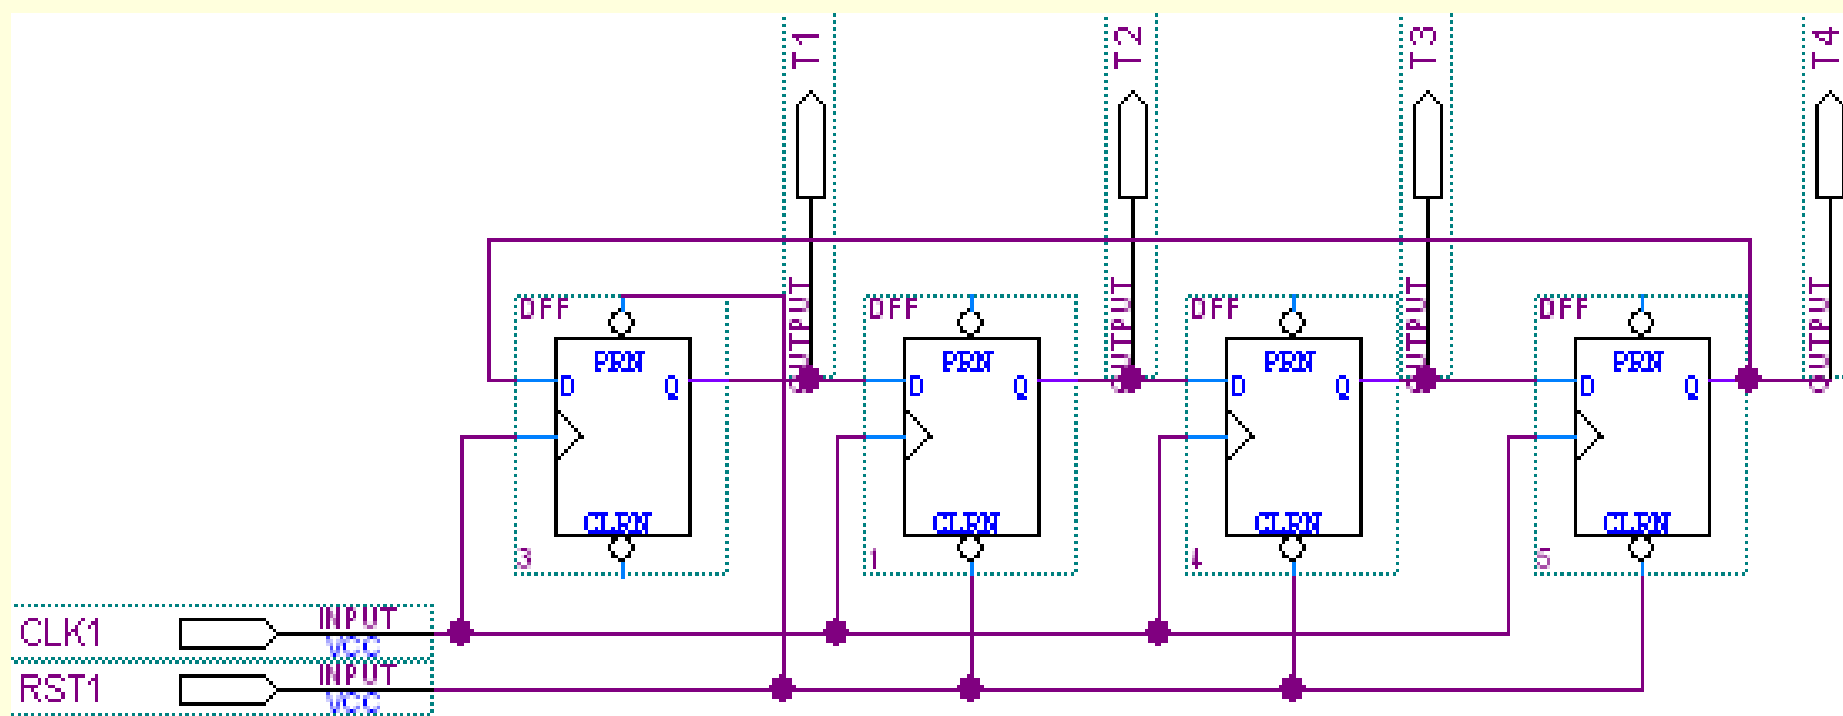 T1
T2
T3
T4
OUTPUT
OUTPUT
OUTPUT
OUTPUT
DFF
DFF
DFF
DFF
PRN
PRN
PRN
PRN
D Q
D Q
D Q
D Q
CLRN
CLRN
CLRN
CLRN
3
1
4
5
CLK1
INPUT
VCC
RST1
INPUT
VCC